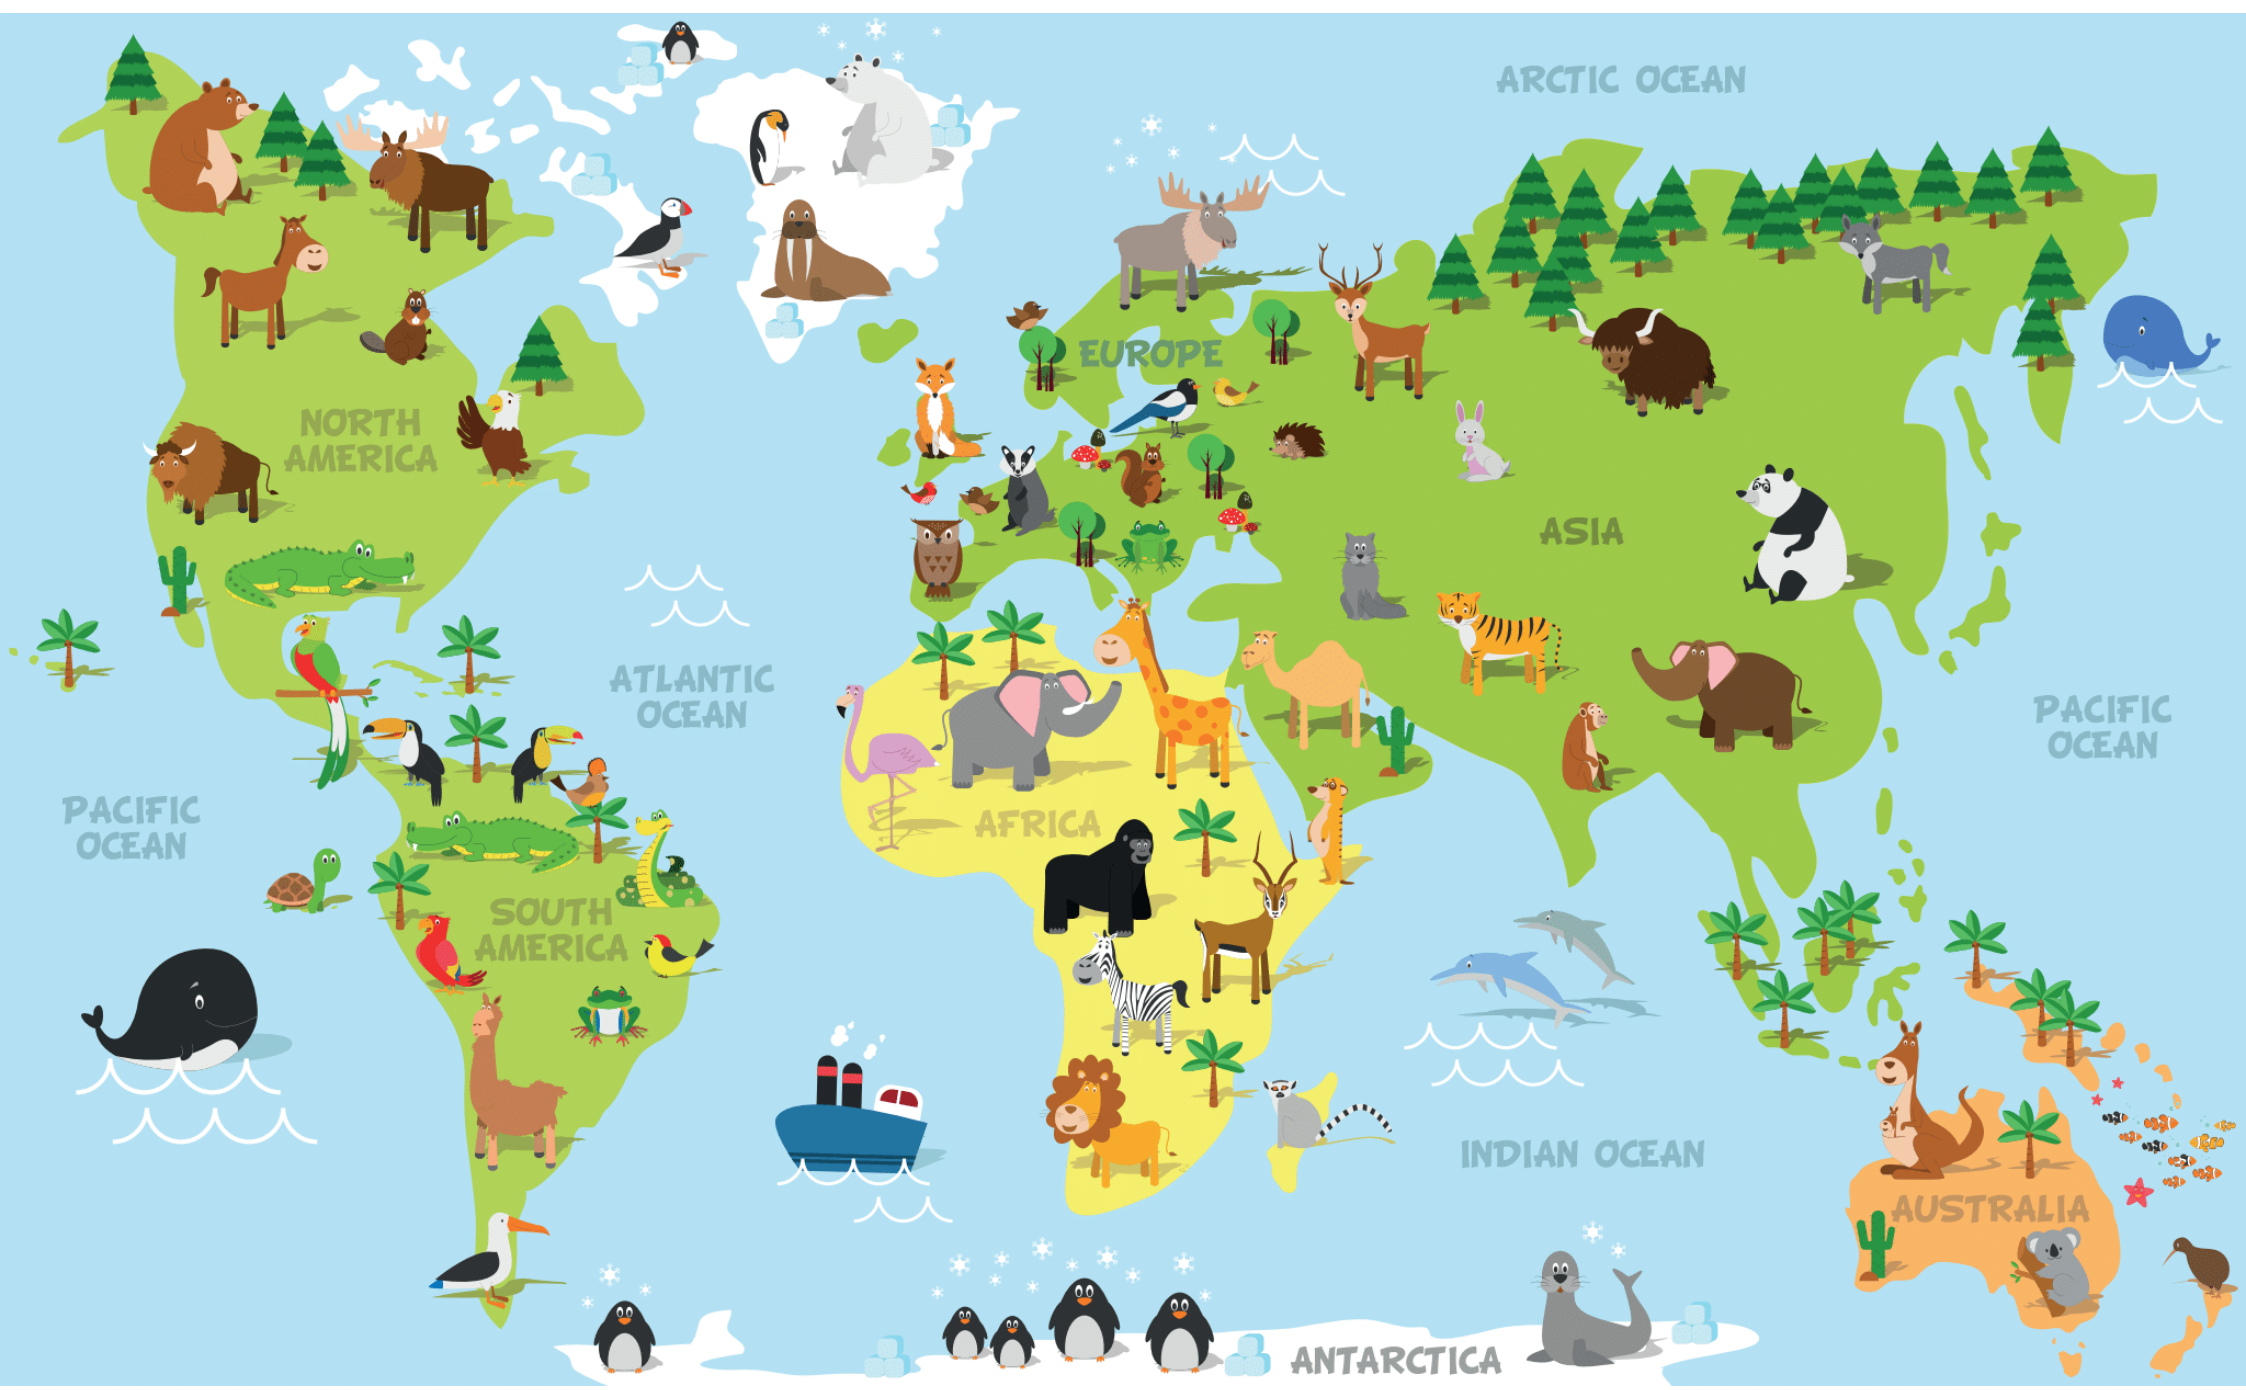 ARCTIC OCEAN
EUROPE
NORTH
AMERICA
ASIA
ATLANTIC
OCEAN
PACIFIC
OCEAN
PACIFIC
OCEAN
AFRICA
SOUTH
AMERICA
INDIAN OCEAN
AUSTRALIA
ANTARCTICA